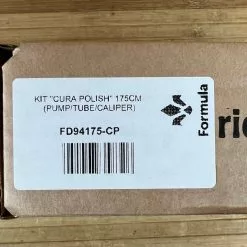 KIT "CURA POLISH" 175CM
(PUMP/TUBE/CALIPER)
FD94175-CP
Formula